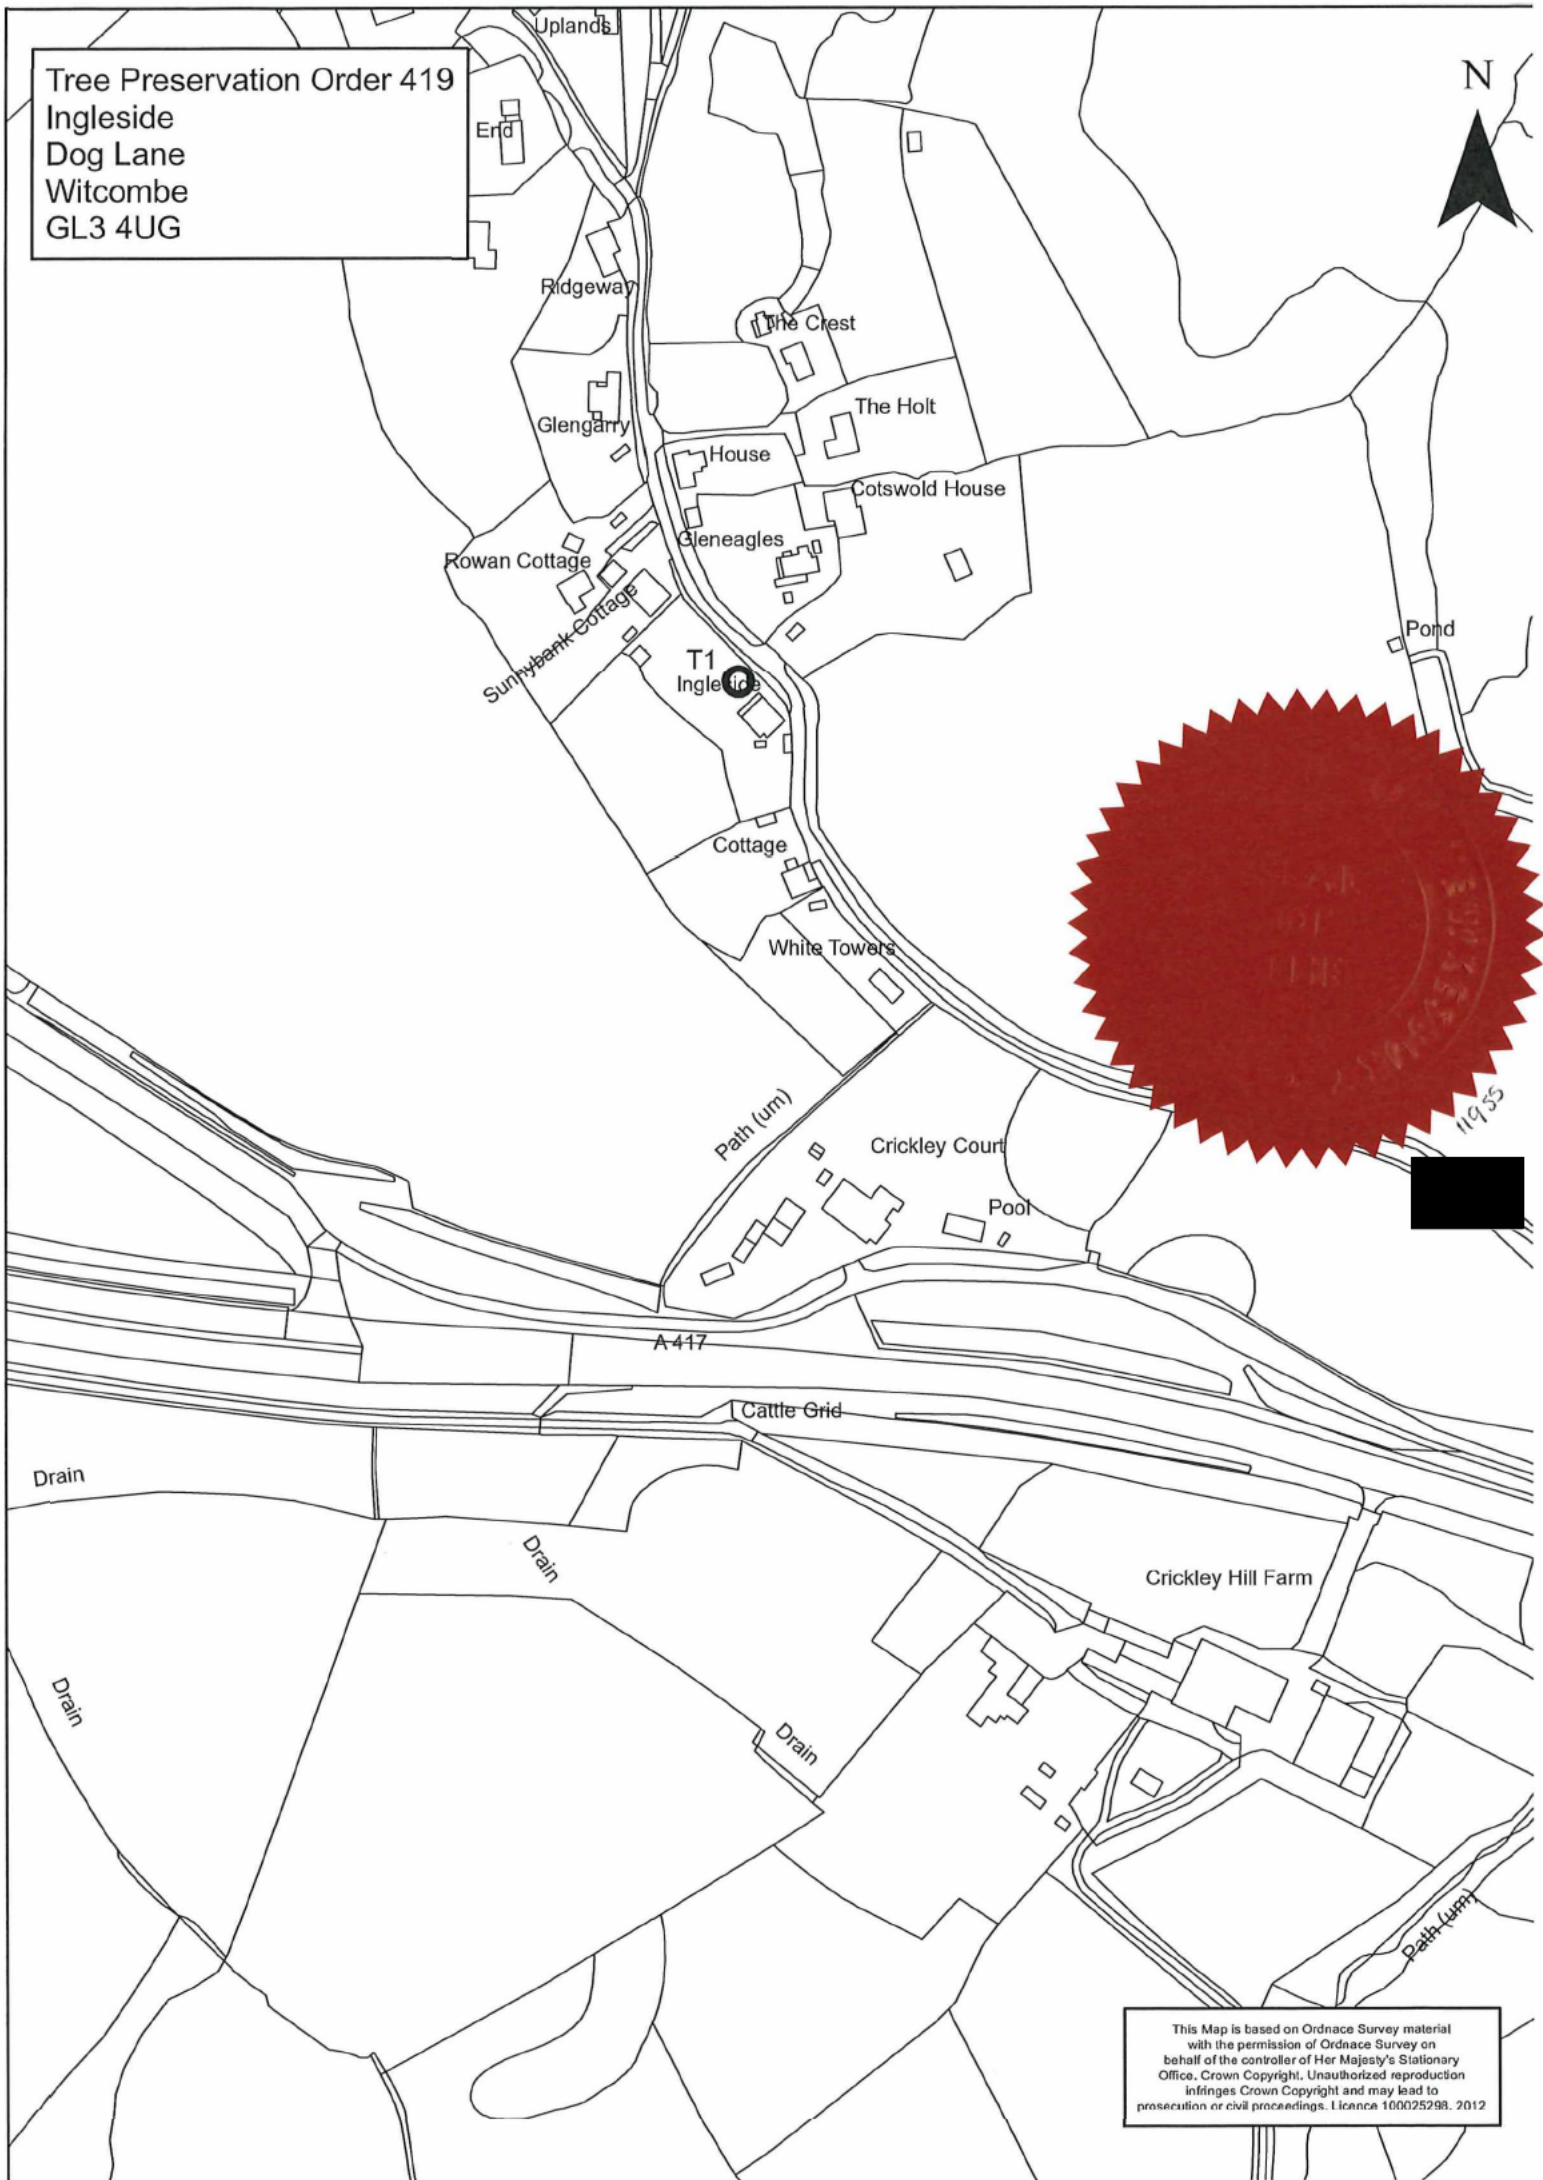 Uplands
Tree Preservation Order 419
Ingleside
Dog Lane
Witcombe
GL3 4UG
N
End
Ridgeway
The Crest
The Holt
Glengarry
House
Cotswold House
Gleneagles
Rowan Cottage
Sunnybank Cottage
Pond
T1
Ingleside
Cottage
White Towers
Path (um)
11955
Crickley Court
Pool
A 417
Cattle Grid
Drain
Drain
Crickley Hill Farm
Drain
Drain
Path (um)
This Map is based on Ordnace Survey material
with the permission of Ordnace Survey on
behalf of the controller of Her Majesty's Stationary
Office. Crown Copyright. Unauthorized reproduction
infringes Crown Copyright and may lead to
prosecution or civil proceedings. Licence 100025298. 2012